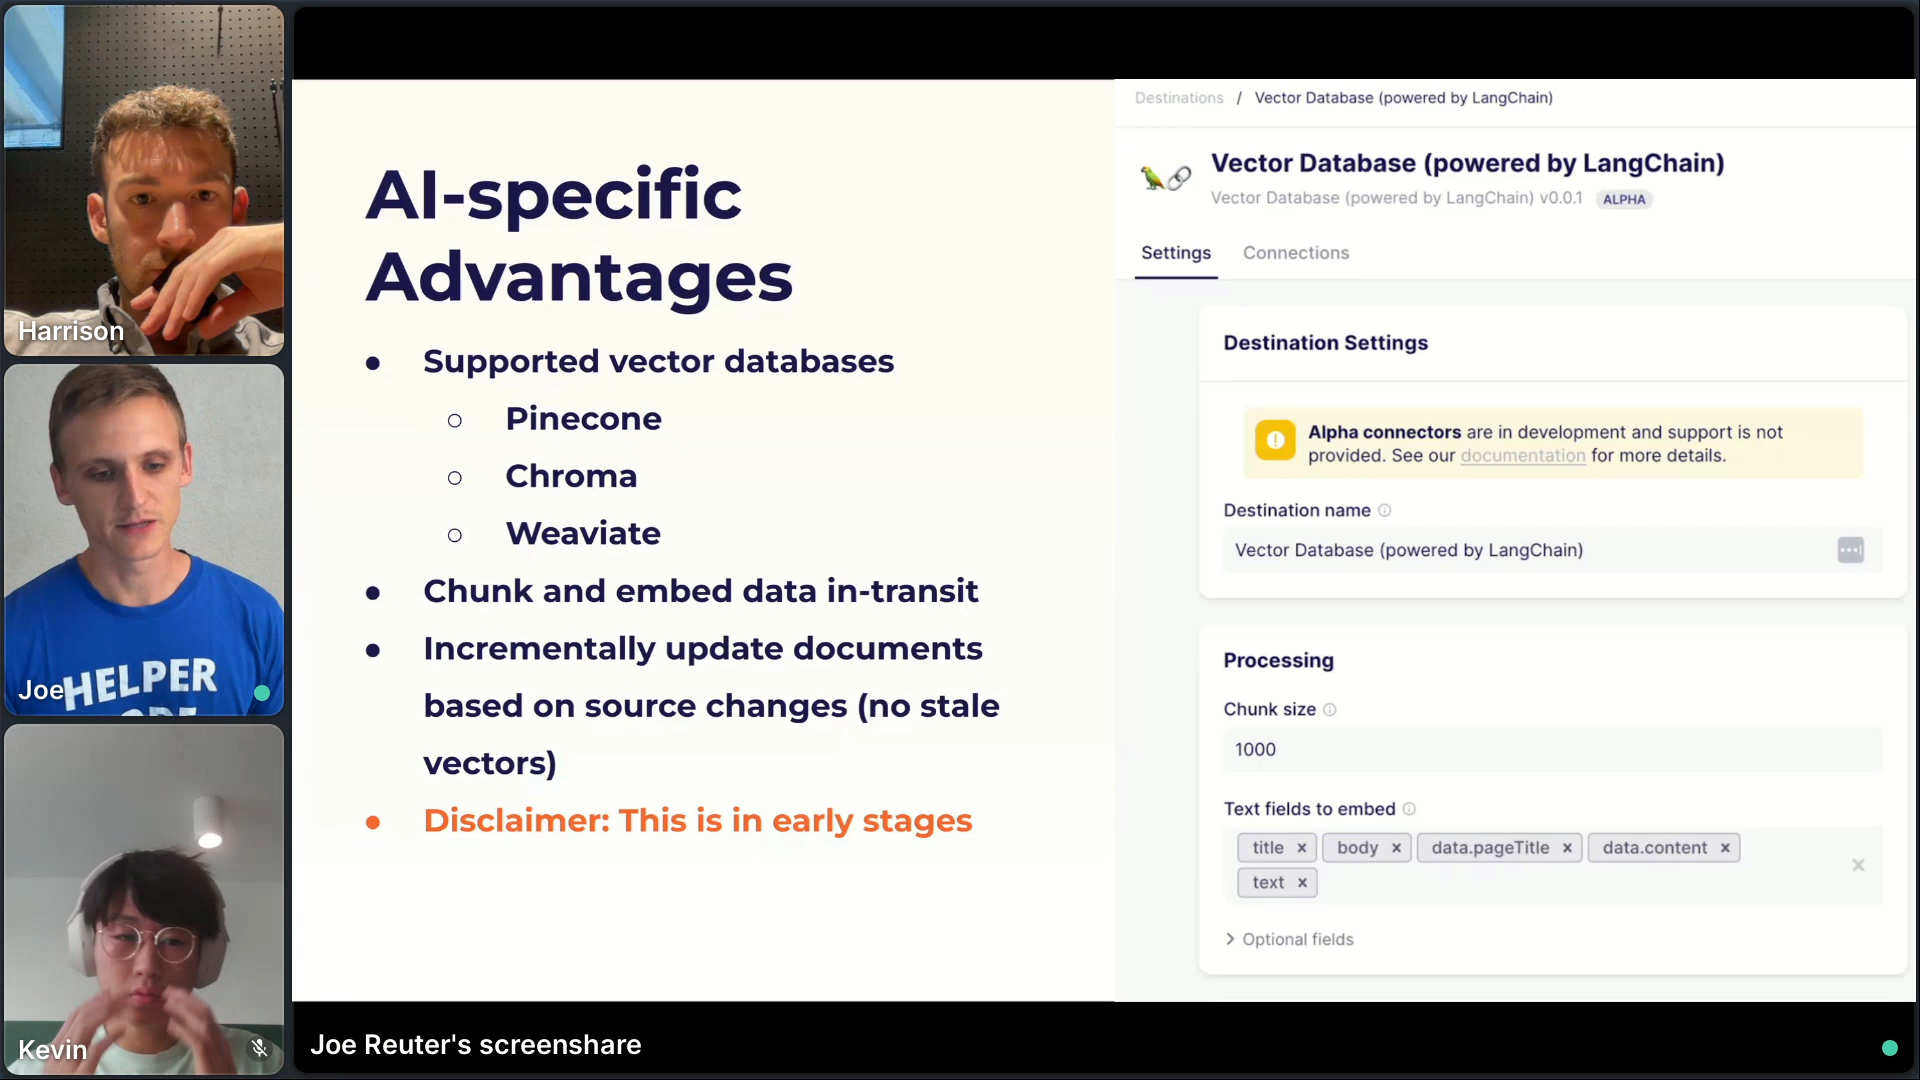 Harrison
Joe
HELPER
Kevin
AI-specific
Advantages
● Supported vector databases
○ Pinecone
○ Chroma
○ Weaviate
● Chunk and embed data in-transit
● Incrementally update documents
based on source changes (no stale
vectors)
● Disclaimer: This is in early stages
Destinations / Vector Database (powered by LangChain)
Vector Database (powered by LangChain)
Vector Database (powered by LangChain) v0.0.1 ALPHA
Settings Connections
Destination Settings
Alpha connectors are in development and support is not
provided. See our documentation for more details.
Destination name
Vector Database (powered by LangChain)
Processing
Chunk size
1000
Text fields to embed
title × body × data.pageTitle × data.content ×
text ×
Optional fields
Joe Reuter's screenshare